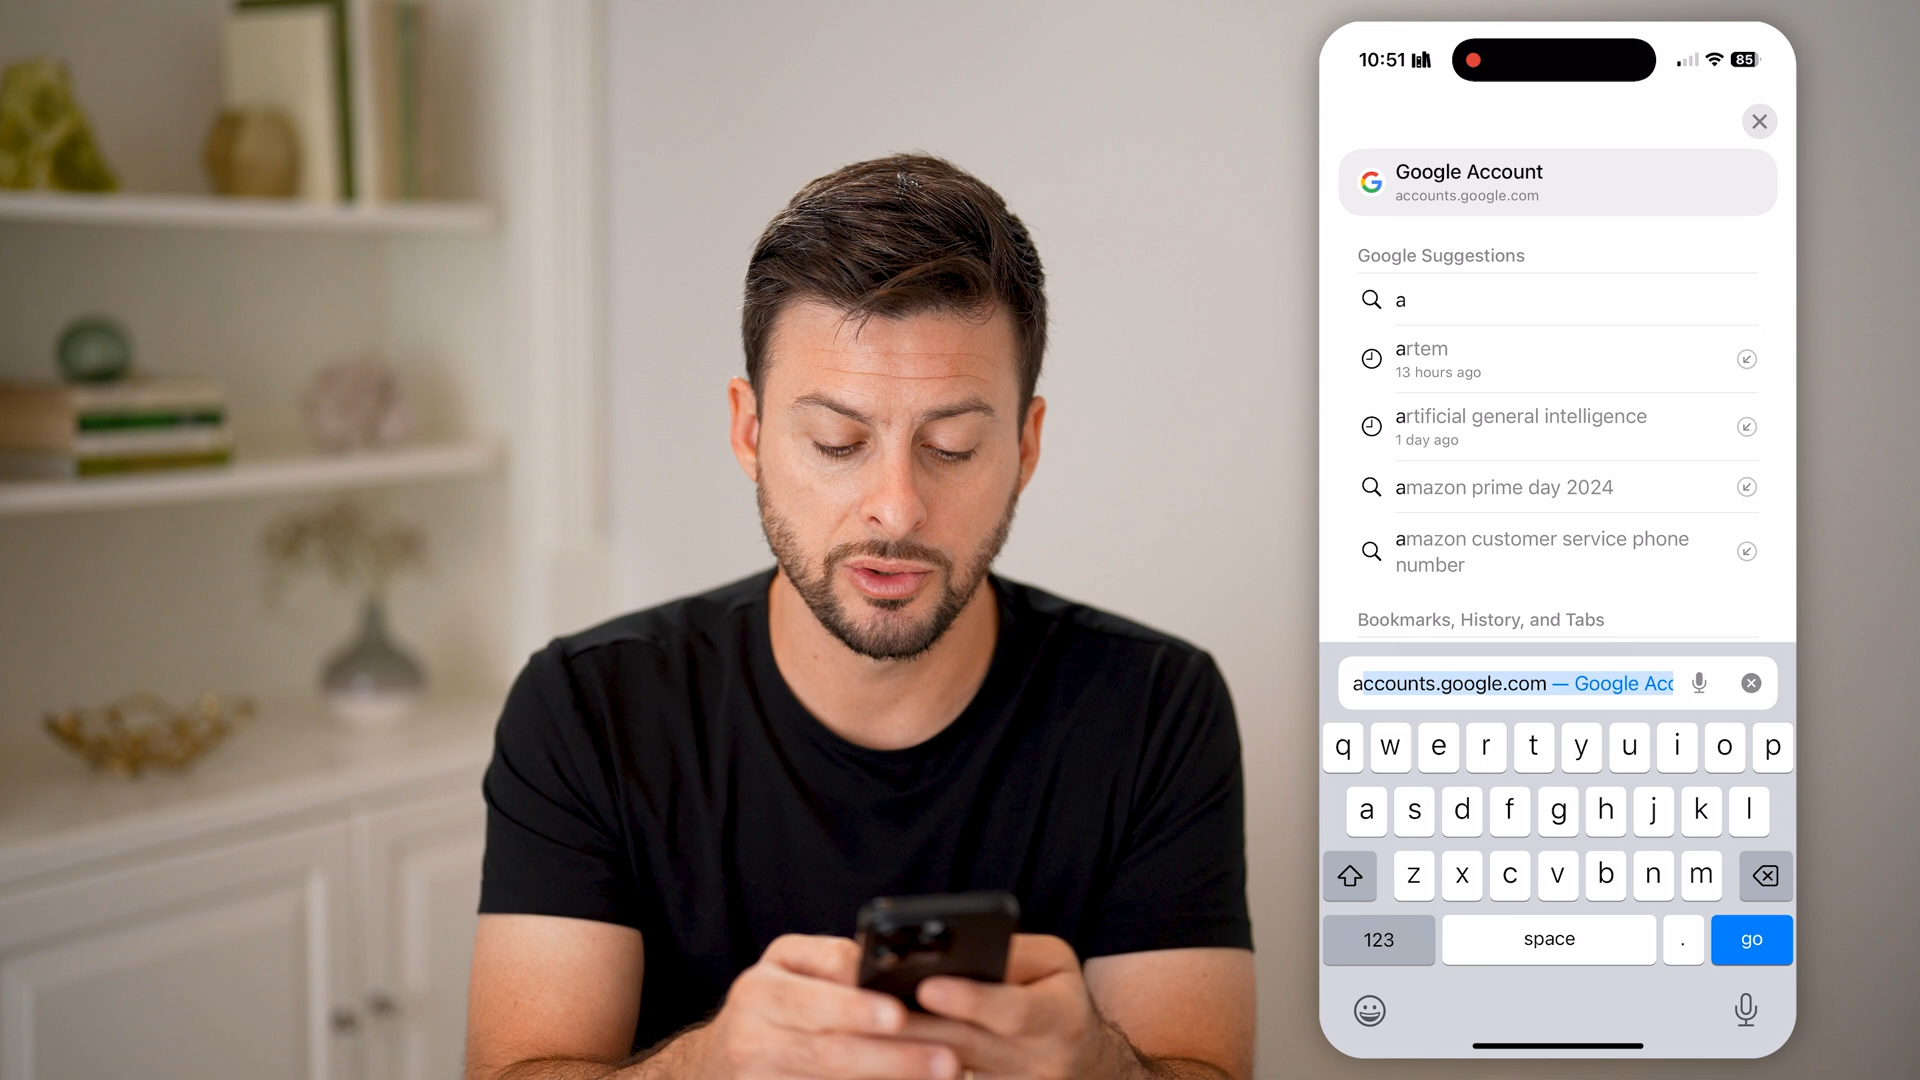 10:51
85
Google Account
accounts.google.com
Google Suggestions
a
artem
13 hours ago
artificial general intelligence
1 day ago
amazon prime day 2024
amazon customer service phone
number
Bookmarks, History, and Tabs
accounts.google.com — Google Acc
q w e r t y u i o p
a s d f g h j k l
z x c v b n m
123 space . go